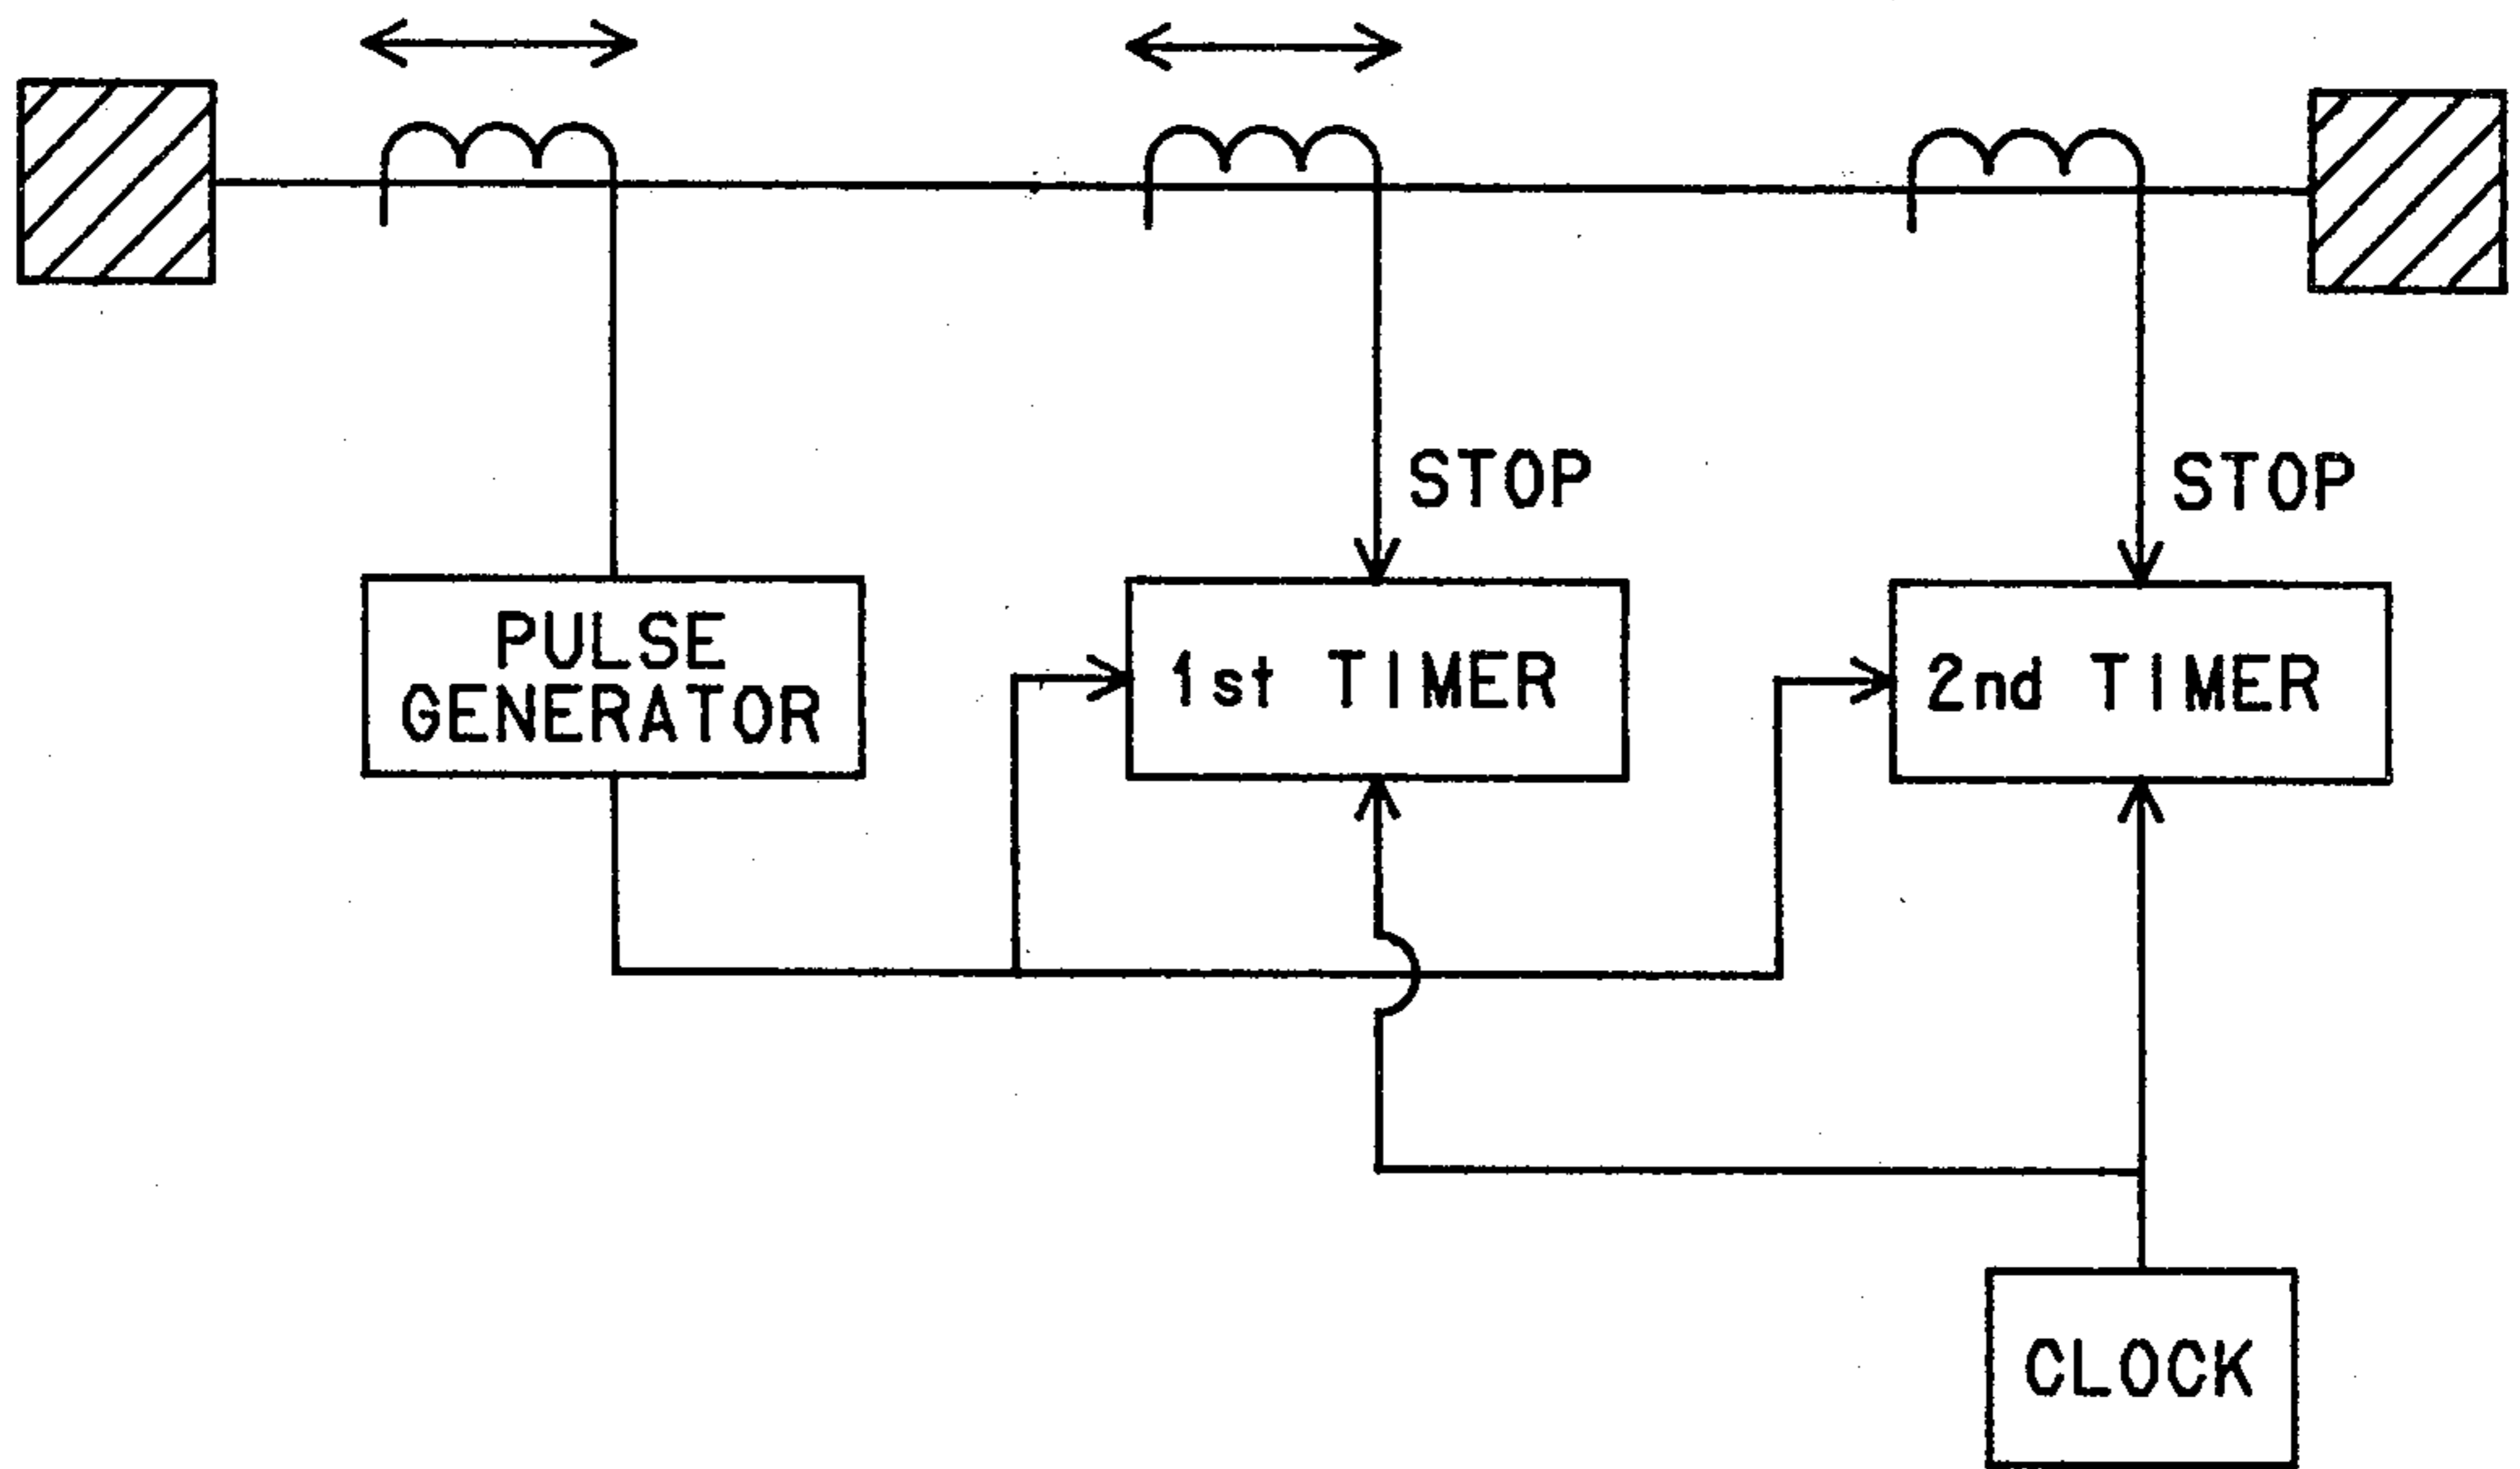 STOP
STOP
PULSE
GENERATOR
1st TIMER
2nd TIMER
CLOCK